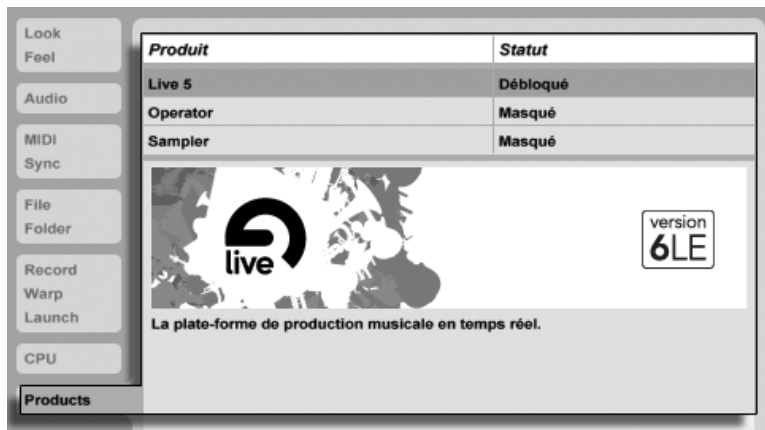 Look
Feel
Audio
MIDI
Sync
File
Folder
Record
Warp
Launch
CPU
Products
Produit Statut
Live 5 Débloqué
Operator Masqué
Sampler Masqué
live
version
6LE
La plate-forme de production musicale en temps réel.